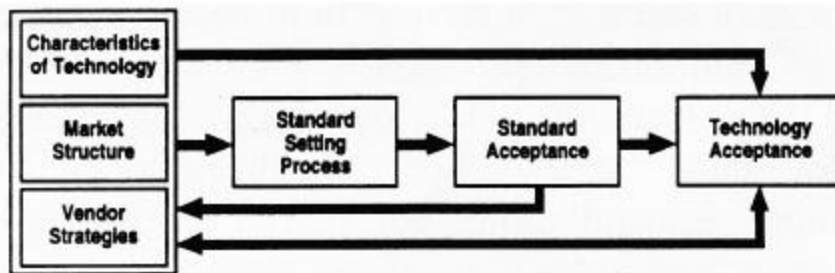 Characteristics
of Technology
Market
Structure
Vendor
Strategies
Standard
Setting
Process
Standard
Acceptance
Technology
Acceptance